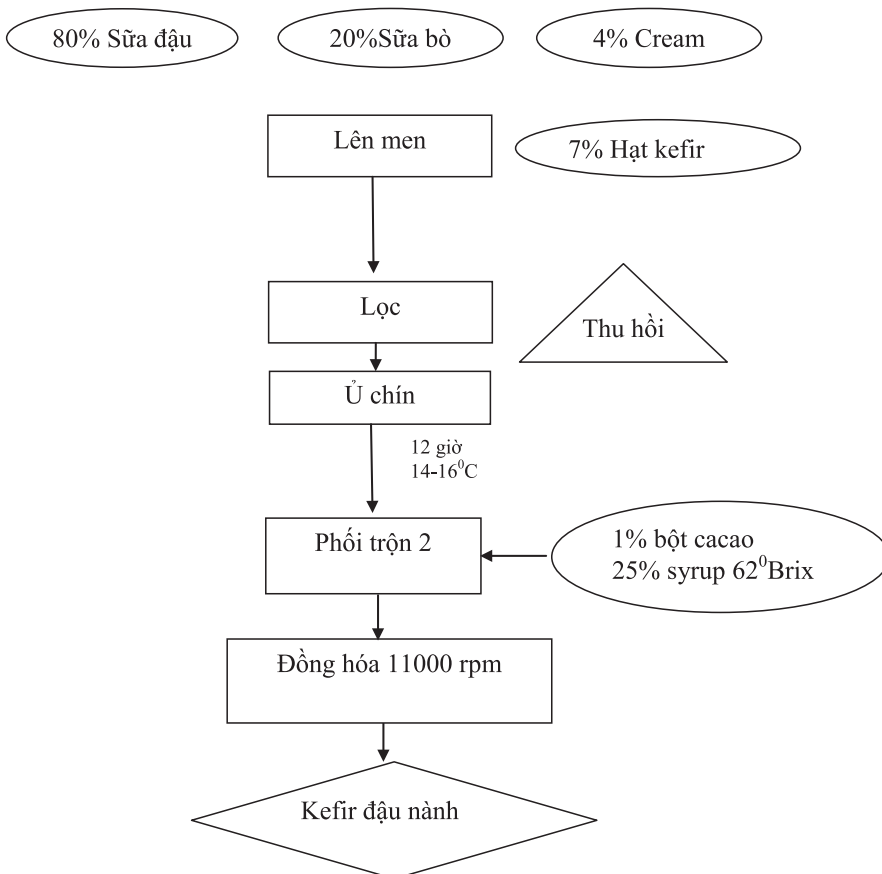 80% Sữa đậu
20%Sữa bò
4% Cream
Lên men
7% Hạt kefir
Lọc
Thu hồi
Ủ chín
12 giờ
14-16⁰C
Phối trộn 2
1% bột cacao
25% syrup 62⁰Brix
Đồng hóa 11000 rpm
Kefir đậu nành